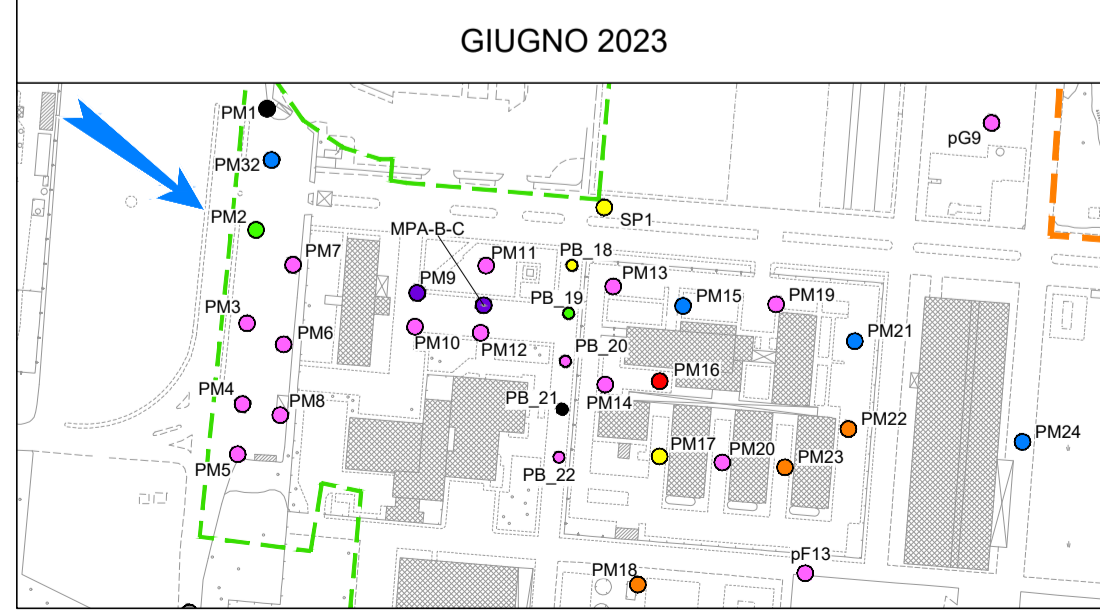 GIUGNO 2023
PM1
pG9
PM32
PM2
SP1
MPA-B-C
PM7
PM11
PB_18
PM9
PM13
PB_19
PM15
PM19
PM3
PM6
PM10
PM12
PB_20
PM21
PM4
PM8
PB_21
PM14
PM16
PM22
PM24
PM5
PB_22
PM17
PM20
PM23
pF13
PM18